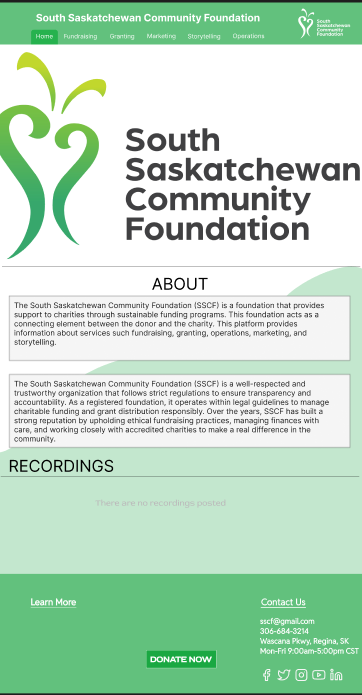 South Saskatchewan Community Foundation
South
Saskatchewan
Community
Foundation
Home Fundraising Granting Marketing Storytelling Operations
South
Saskatchewan
Community
Foundation
ABOUT
The South Saskatchewan Community Foundation (SSCF) is a foundation that provides
support to charities through sustainable funding programs. This foundation acts as a
connecting element between the donor and the charity. This platform provides
information about services such fundraising, granting, operations, marketing, and
storytelling.
The South Saskatchewan Community Foundation (SSCF) is a well-respected and
trustworthy organization that follows strict regulations to ensure transparency and
accountability. As a registered foundation, it operates within legal guidelines to manage
charitable funding and grant distribution responsibly. Over the years, SSCF has built a
strong reputation by upholding ethical fundraising practices, managing finances with
care, and working closely with accredited charities to make a real difference in the
community.
RECORDINGS
There are no recordings posted
Learn More
Contact Us
sscf@gmail.com
306-684-3214
Wascana Pkwy, Regina, SK
Mon-Fri 9:00am-5:00pm CST
DONATE NOW